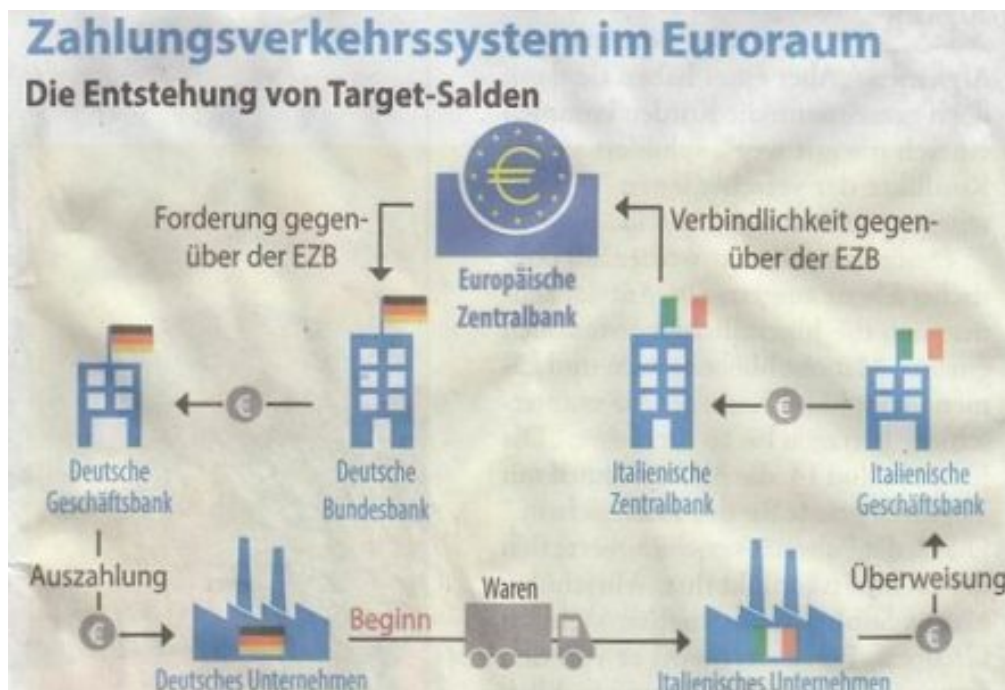 Zahlungsverkehrssystem im Euroraum
Die Entstehung von Target-Salden
Forderung gegen-
über der EZB
Verbindlichkeit gegen-
über der EZB
€
Europäische
Zentralbank
€
€
Deutsche
Geschäftsbank
Deutsche
Bundesbank
Italienische
Zentralbank
Italienische
Geschäftsbank
Auszahlung
€
Beginn
Waren
Überweisung
€
Deutsches Unternehmen
Italienisches Unternehmen